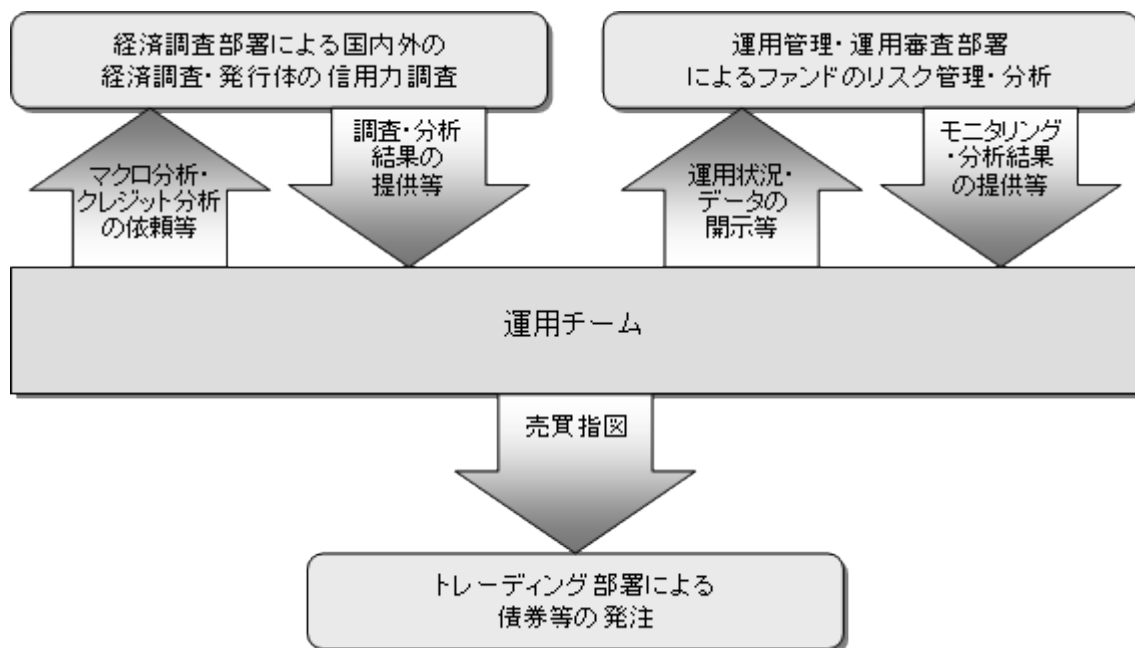 経済調査部署による国内外の
経済調査・発行体の信用力調査
運用管理・運用審査部署
によるファンドのリスク管理・分析
マクロ分析・
クレジット分析
の依頼等
調査・分析
結果の
提供等
運用状況・
データの
開示等
モニタリング
・分析結果
の提供等
運用チーム
売買指図
トレーディング部署による
債券等の発注